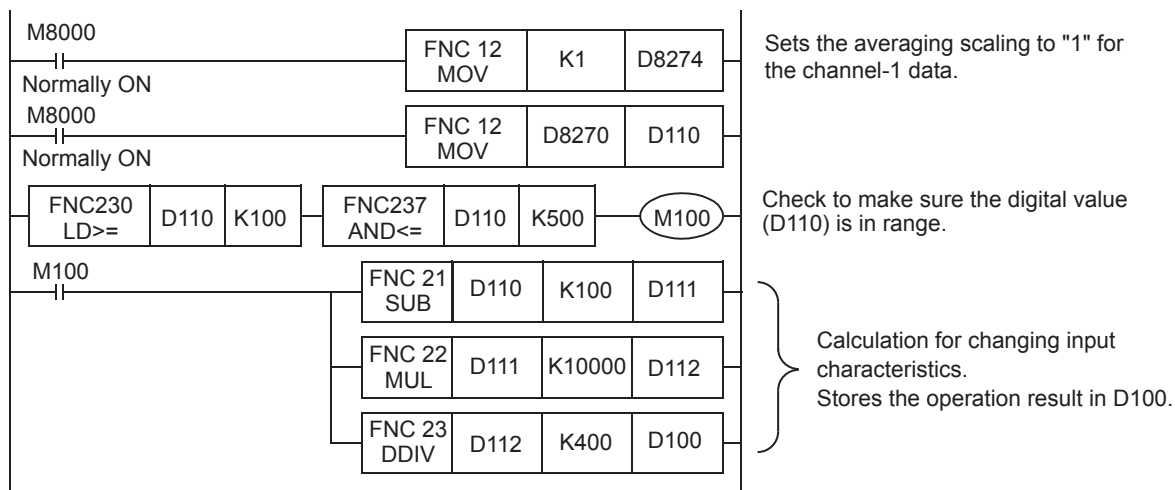 M8000
Normally ON
FNC 12
MOV
K1
D8274
Sets the averaging scaling to "1" for
the channel-1 data.
M8000
Normally ON
FNC 12
MOV
D8270
D110
FNC230
LD>=
D110
K100
FNC237
AND<=
D110
K500
M100
Check to make sure the digital value
(D110) is in range.
M100
FNC 21
SUB
D110
K100
D111
FNC 22
MUL
D111
K10000
D112
FNC 23
DDIV
D112
K400
D100
Calculation for changing input
characteristics.
Stores the operation result in D100.